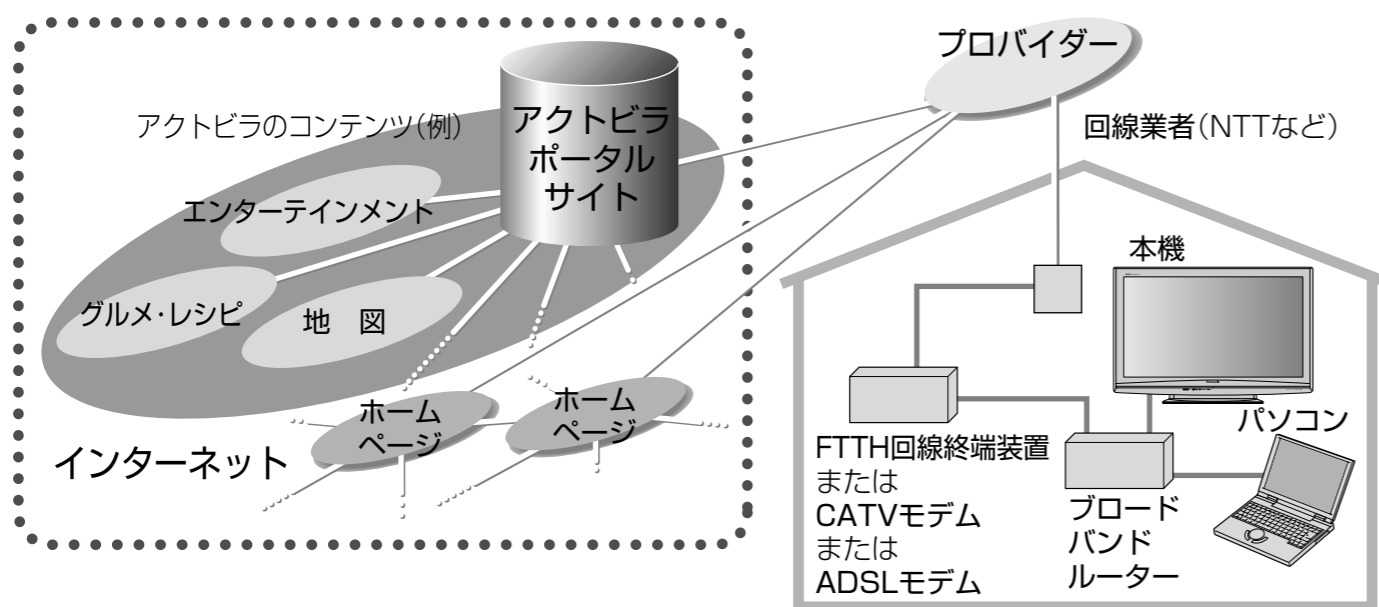 プロバイダー
アクトビラのコンテンツ(例)
アクトビラ
ポータル
サイト
回線業者(NTTなど)
エンターテインメント
本機
グルメ・レシピ
地 図
ホーム
ページ
ホーム
ページ
パソコン
インターネット
FTTH回線終端装置
または
CATVモデム
または
ADSLモデム
ブロード
バンド
ルーター